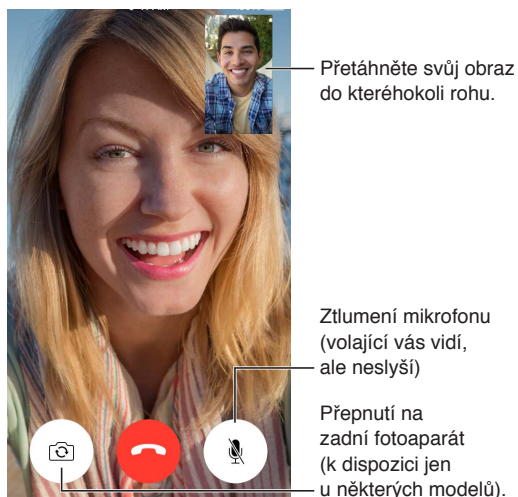 Přetáhněte svůj obraz
do kteréhokoli rohu.
Ztlumení mikrofonu
(volající vás vidí,
ale neslyší)
Přepnutí na
zadní fotoaparát
(k dispozici jen
u některých modelů).